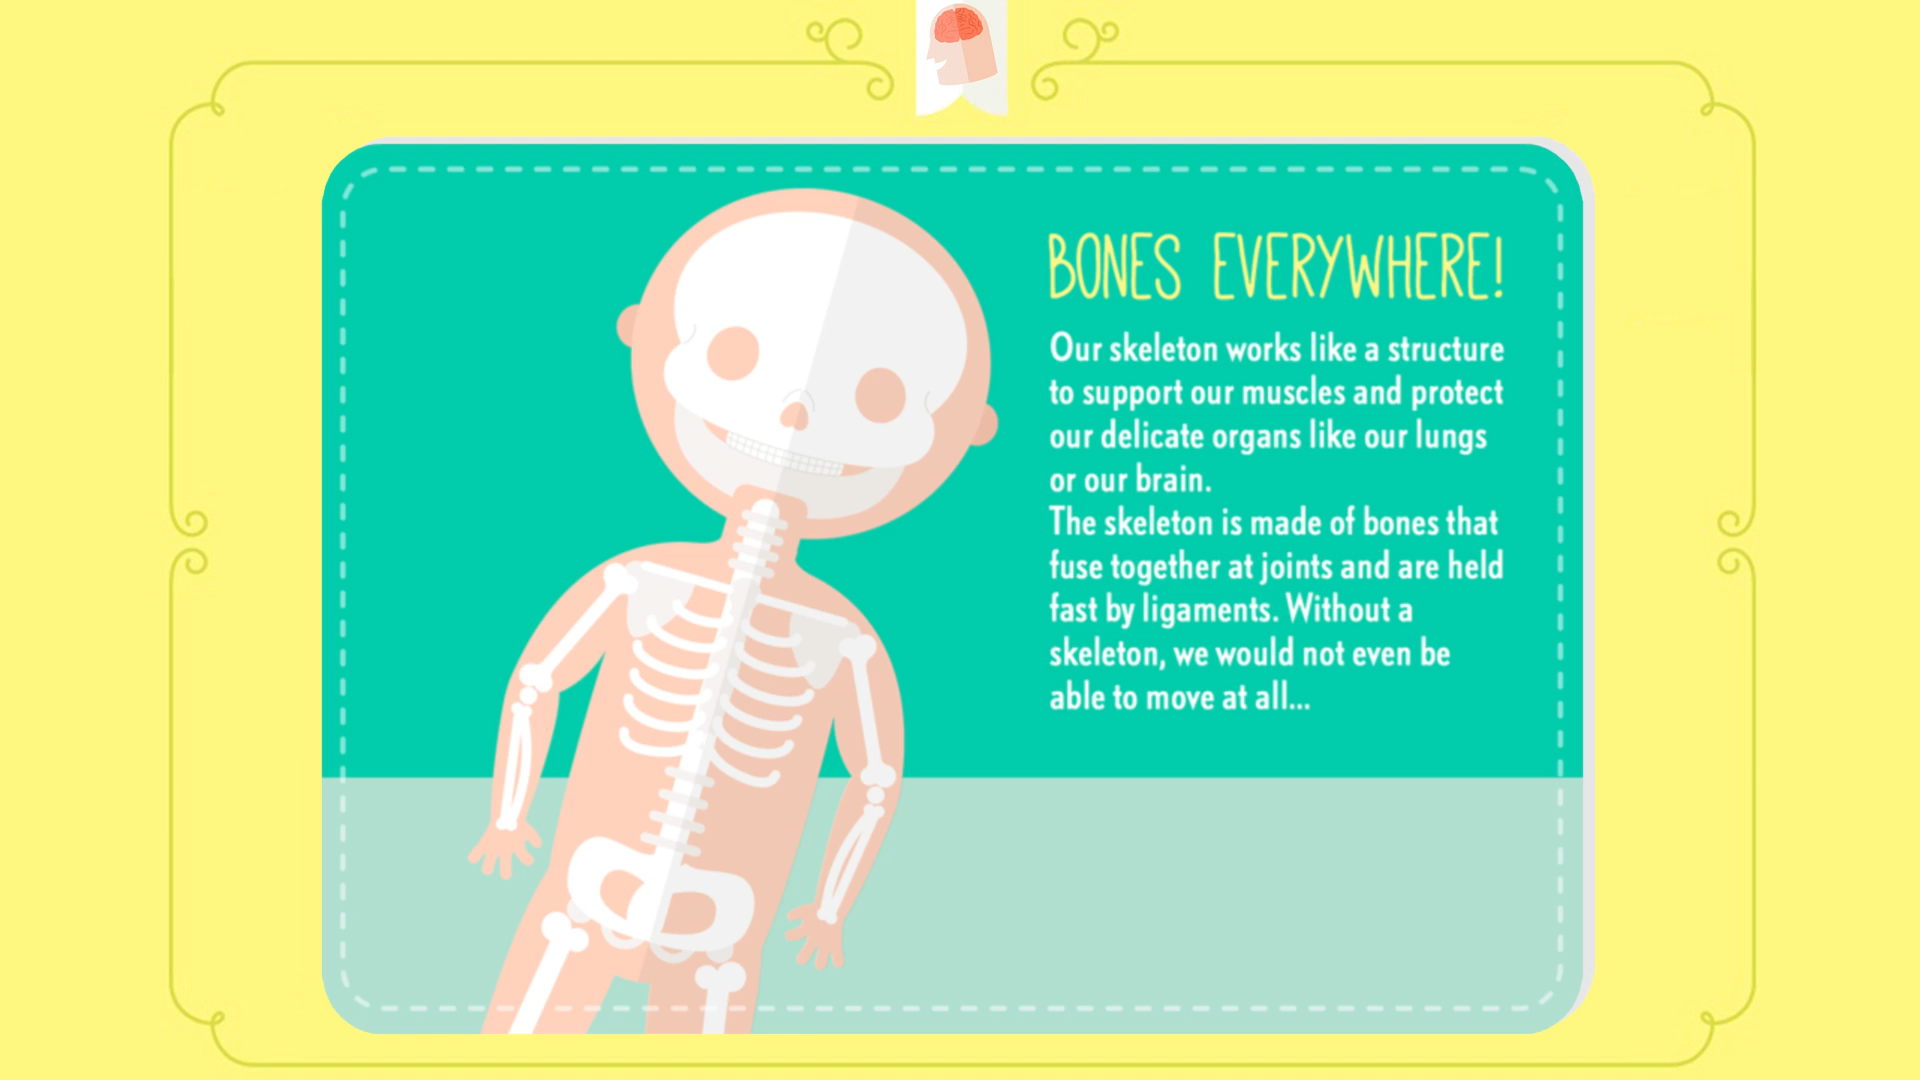 BONES EVERYWHERE!
Our skeleton works like a structure
to support our muscles and protect
our delicate organs like our lungs
or our brain.
The skeleton is made of bones that
fuse together at joints and are held
fast by ligaments. Without a
skeleton, we would not even be
able to move at all...